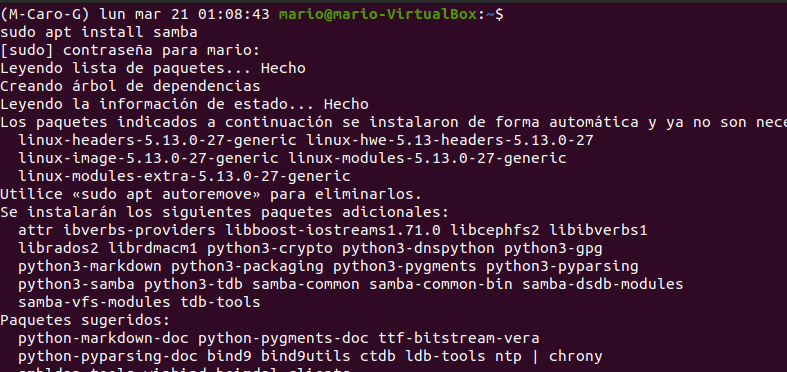 (M-Caro-G) lun mar 21 01:08:43 mario@mario-VirtualBox:~$
sudo apt install samba
[sudo] contraseña para mario:
Leyendo lista de paquetes... Hecho
Creando árbol de dependencias
Leyendo la información de estado... Hecho
Los paquetes indicados a continuación se instalaron de forma automática y ya no son nece
linux-headers-5.13.0-27-generic linux-hwe-5.13-headers-5.13.0-27
linux-image-5.13.0-27-generic linux-modules-5.13.0-27-generic
linux-modules-extra-5.13.0-27-generic
Utilice «sudo apt autoremove» para eliminarlos.
Se instalarán los siguientes paquetes adicionales:
attr ibverbs-providers libboost-iostreams1.71.0 libcephfs2 libibverbs1
librados2 librdmacm1 python3-crypto python3-dnspython python3-gpg
python3-markdown python3-packaging python3-pygments python3-pyparsing
python3-samba python3-tdb samba-common samba-common-bin samba-dsdb-modules
samba-vfs-modules tdb-tools
Paquetes sugeridos:
python-markdown-doc python-pygments-doc ttf-bitstream-vera
python-pyparsing-doc bind9 bind9utils ctdb ldb-tools ntp | chrony